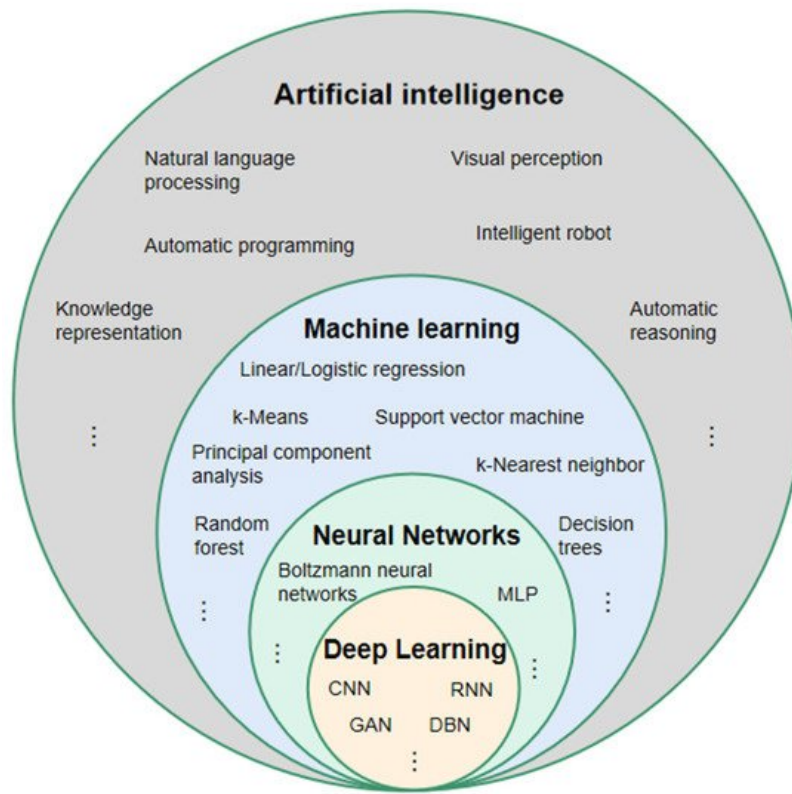 Artificial intelligence
Natural language
processing
Visual perception
Automatic programming
Intelligent robot
Knowledge
representation
Automatic
reasoning
⋮
⋮
Machine learning
Linear/Logistic regression
k-Means
Support vector machine
Principal component
analysis
k-Nearest neighbor
Random
forest
Decision
trees
⋮
⋮
Neural Networks
Boltzmann neural
networks
MLP
⋮
⋮
Deep Learning
CNN
RNN
GAN
DBN
⋮